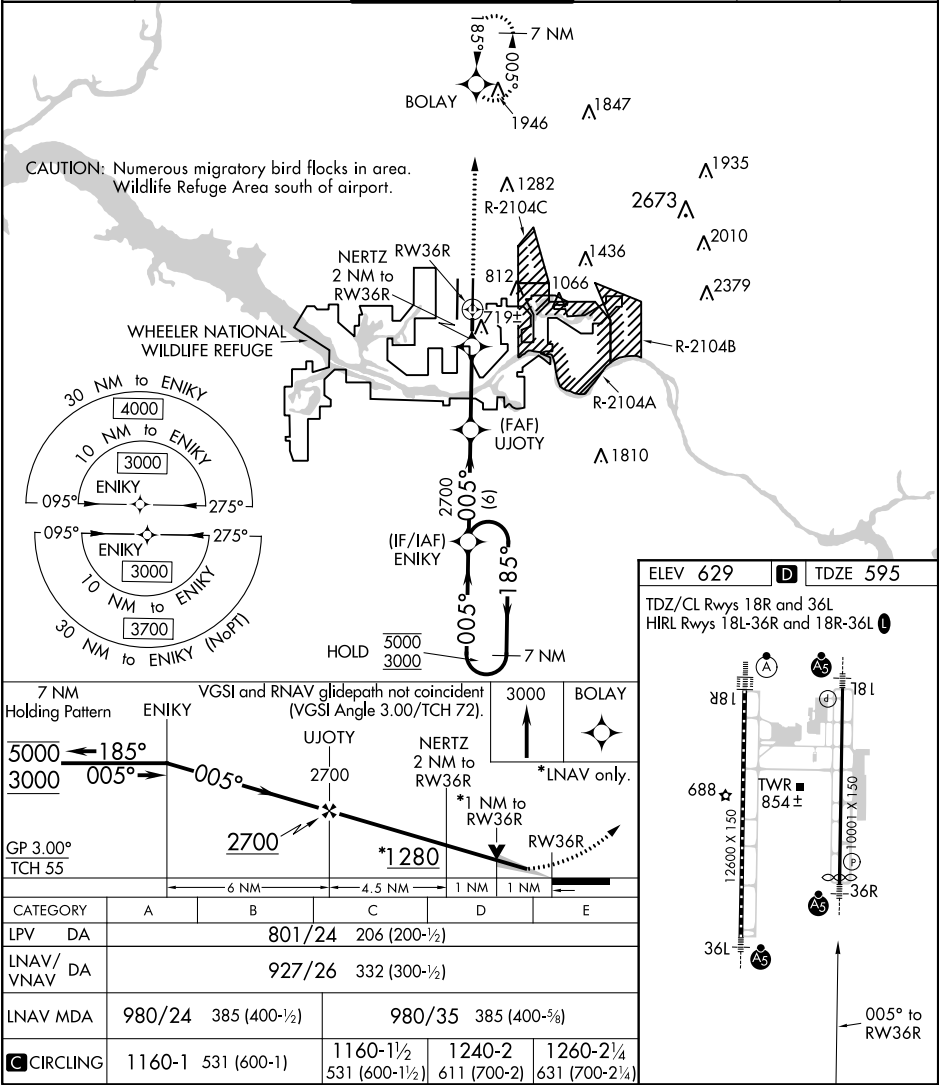 185°
005°
7 NM
BOLAY
1946
1847
CAUTION: Numerous migratory bird flocks in area.
Wildlife Refuge Area south of airport.
1935
1282
R-2104C
2673
2010
NERTZ
2 NM to
RW36R
RW36R
1436
812
1066
2379
719±
WHEELER NATIONAL
WILDLIFE REFUGE
R-2104B
R-2104A
30 NM to ENIKY
4000
10 NM to ENIKY
3000
ENIKY
095°
275°
095°
275°
ENIKY
3000
10 NM to ENIKY
3700
30 NM to ENIKY (NoPT)
(FAF)
UJOTY
1810
2700
005°
(6)
(IF/IAF)
ENIKY
005°
185°
HOLD
5000
3000
7 NM
ELEV 629
D
TDZE 595
TDZ/CL Rwys 18R and 36L
HIRL Rwys 18L-36R and 18R-36L L
A
A5
18R
18L
P
688
TWR
854±
12600 X 150
10001 X 150
P
36R
A5
36L
A5
005° to
RW36R
7 NM
Holding Pattern
ENIKY
VGSI and RNAV glidepath not coincident
(VGSI Angle 3.00/TCH 72).
3000
BOLAY
5000
185°
3000
005°
005°
UJOTY
2700
NERTZ
2 NM to
RW36R
*LNAV only.
*1 NM to
RW36R
RW36R
2700
*1280
GP 3.00°
TCH 55
6 NM
4.5 NM
1 NM
1 NM
CATEGORY A B C D E
LPV DA 801/24 206 (200-½)
LNAV/
VNAV DA 927/26 332 (300-½)
LNAV MDA 980/24 385 (400-½) 980/35 385 (400-⅝)
C CIRCLING 1160-1 531 (600-1)
1160-1½
531 (600-1½)
1240-2
611 (700-2)
1260-2¼
631 (700-2¼)